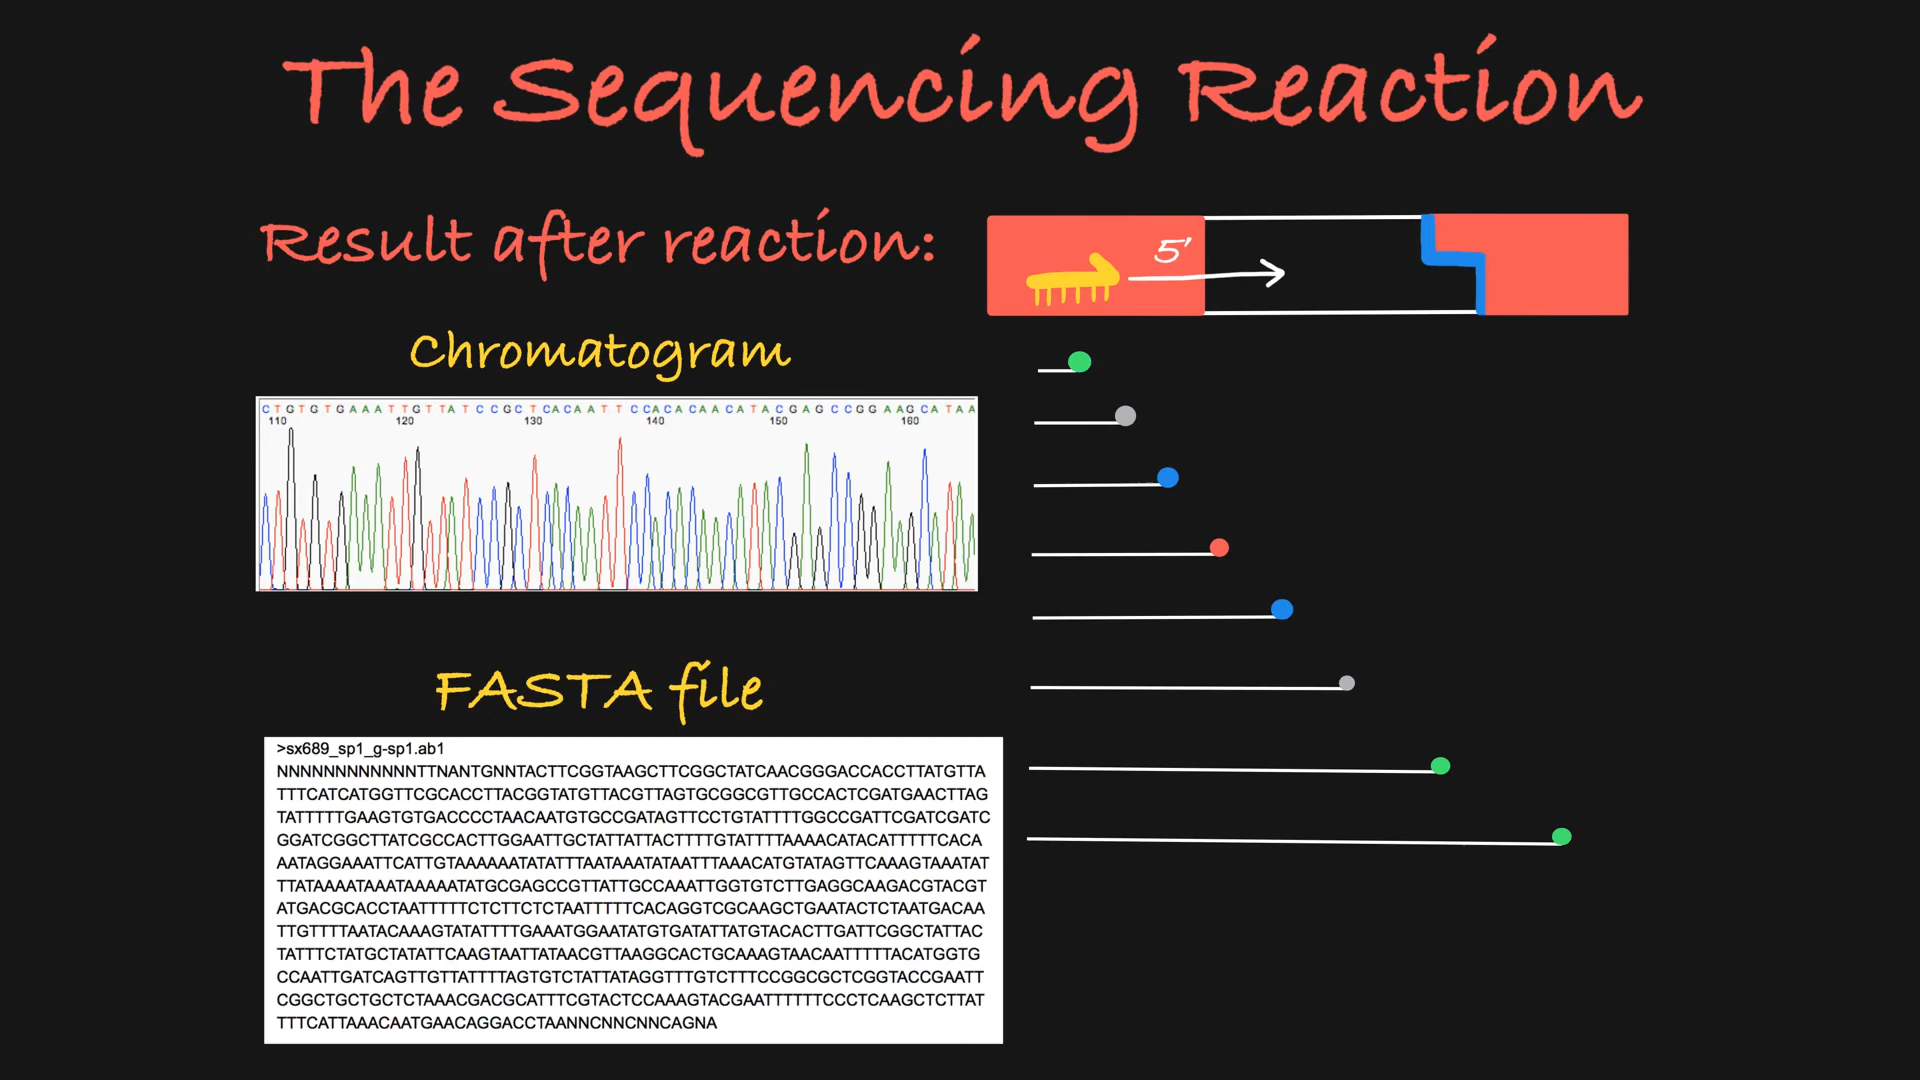 The Sequencing Reaction
Result after reaction:
5'
Chromatogram
CTGTGTGAAATTGTTATCCGCTCACAATTCCACACAACATACGAGCCGGAAGCATAA
110 120 130 140 150 160
FASTA file
>sx689_sp1_g-sp1.ab1
NNNNNNNNNNNNTTNANTGNNTACTTCGGTAAGCTTCGGCTATCAACGGGACCACCTTATGTTA
TTTCATCATGGTTCGCACCTTACGGTATGTTACGTTAGTGCGGCGTTGCCACTCGATGAACTTAG
TATTTTTGAAGTGTGACCCCTAACAATGTGCCGATAGTTCCTGTATTTTGGCCGATTCGATCGATC
GGATCGGCTTATCGCCACTTGGAATTGCTATTATTACTTTTGTATTTTAAAACATACATTTTTCACA
AATAGGAAATTCATTGTAAAAAATATATTTAATAAATATAATTTAAACATGTATAGTTCAAAGTAAATAT
TTATAAAATAAATAAAAATATGCGAGCCGTTATTGCCAAATTGGTGTCTTGAGGCAAGACGTACGT
ATGACGCACCTAATTTTTCTCTTCTCTAATTTTTCACAGGTCGCAAGCTGAATACTCTAATGACAA
TTGTTTTAATACAAAGTATATTTTGAAATGGAATATGTGATATTATGTACACTTGATTCGGCTATTAC
TATTTCTATGCTATATTCAAGTAATTATAACGTTAAGGCACTGCAAAGTAACAATTTTTACATGGTG
CCAATTGATCAGTTGTTATTTTAGTGTCTATTATAGGTTTGTCTTTCCGGCGCTCGGTACCGAATT
CGGCTGCTGCTCTAAACGACGCATTTCGTACTCCAAAGTACGAATTTTTTCCCTCAAGCTCTTAT
TTTCATTAAACAATGAACAGGACCTAANNCNNCNNCAGNA